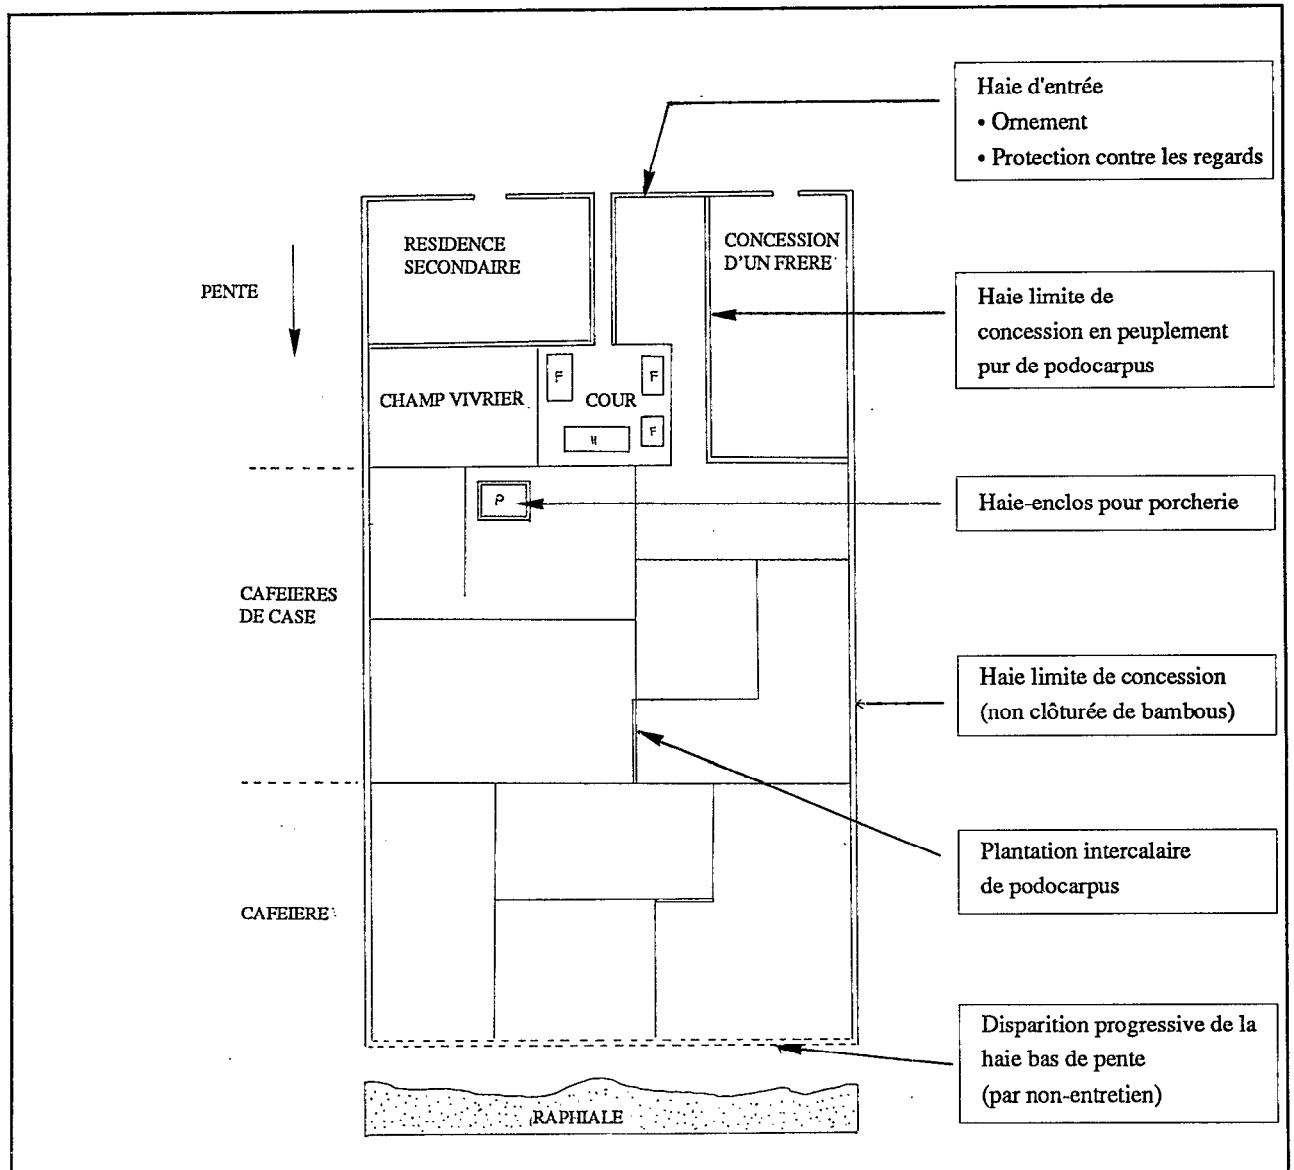 Haie d'entrée
• Ornement
• Protection contre les regards
RESIDENCE
SECONDAIRE
CONCESSION
D'UN FRERE
PENTE
Haie limite de
concession en peuplement
pur de podocarpus
F
F
CHAMP VIVRIER
COUR
F
H
P
Haie-enclos pour porcherie
CAFEIERES
DE CASE
Haie limite de concession
(non clôturée de bambous)
Plantation intercalaire
de podocarpus
CAFEIERE
Disparition progressive de la
haie bas de pente
(par non-entretien)
RAPHIALE